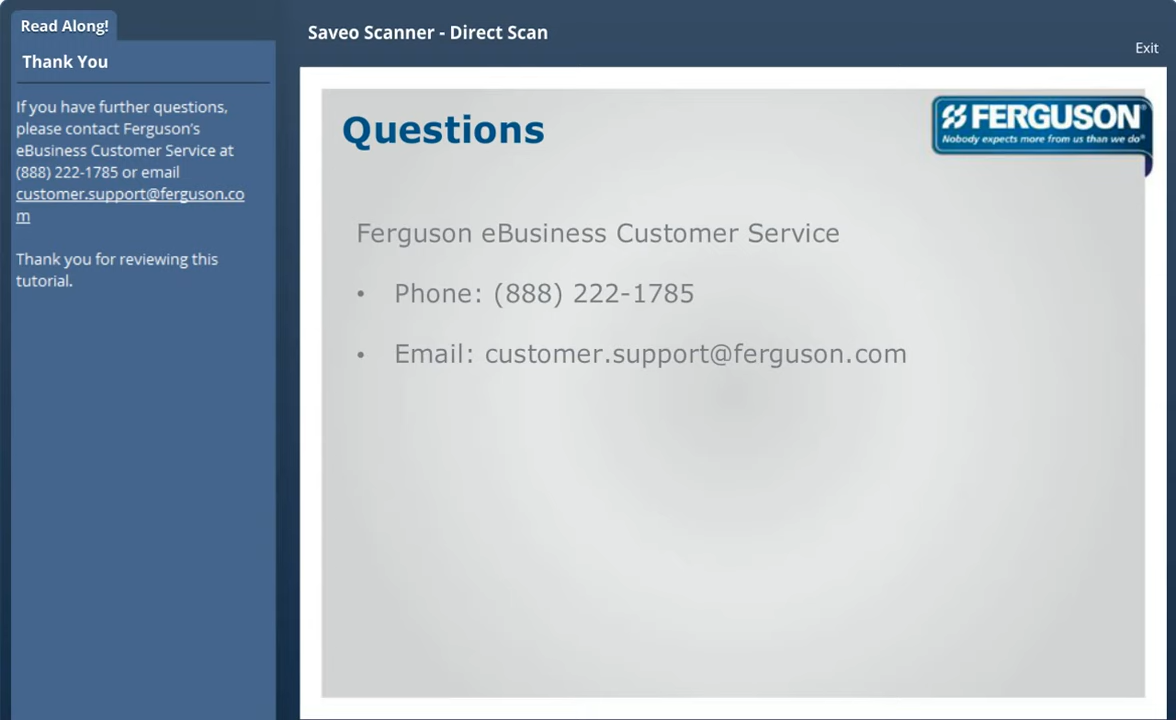 Read Along!
Thank You
If you have further questions,
please contact Ferguson's
eBusiness Customer Service at
(888) 222-1785 or email
customer.support@ferguson.co
m
Thank you for reviewing this
tutorial.
Saveo Scanner - Direct Scan
Exit
Questions
FERGUSON®
Nobody expects more from us than we do®
Ferguson eBusiness Customer Service
• Phone: (888) 222-1785
• Email: customer.support@ferguson.com